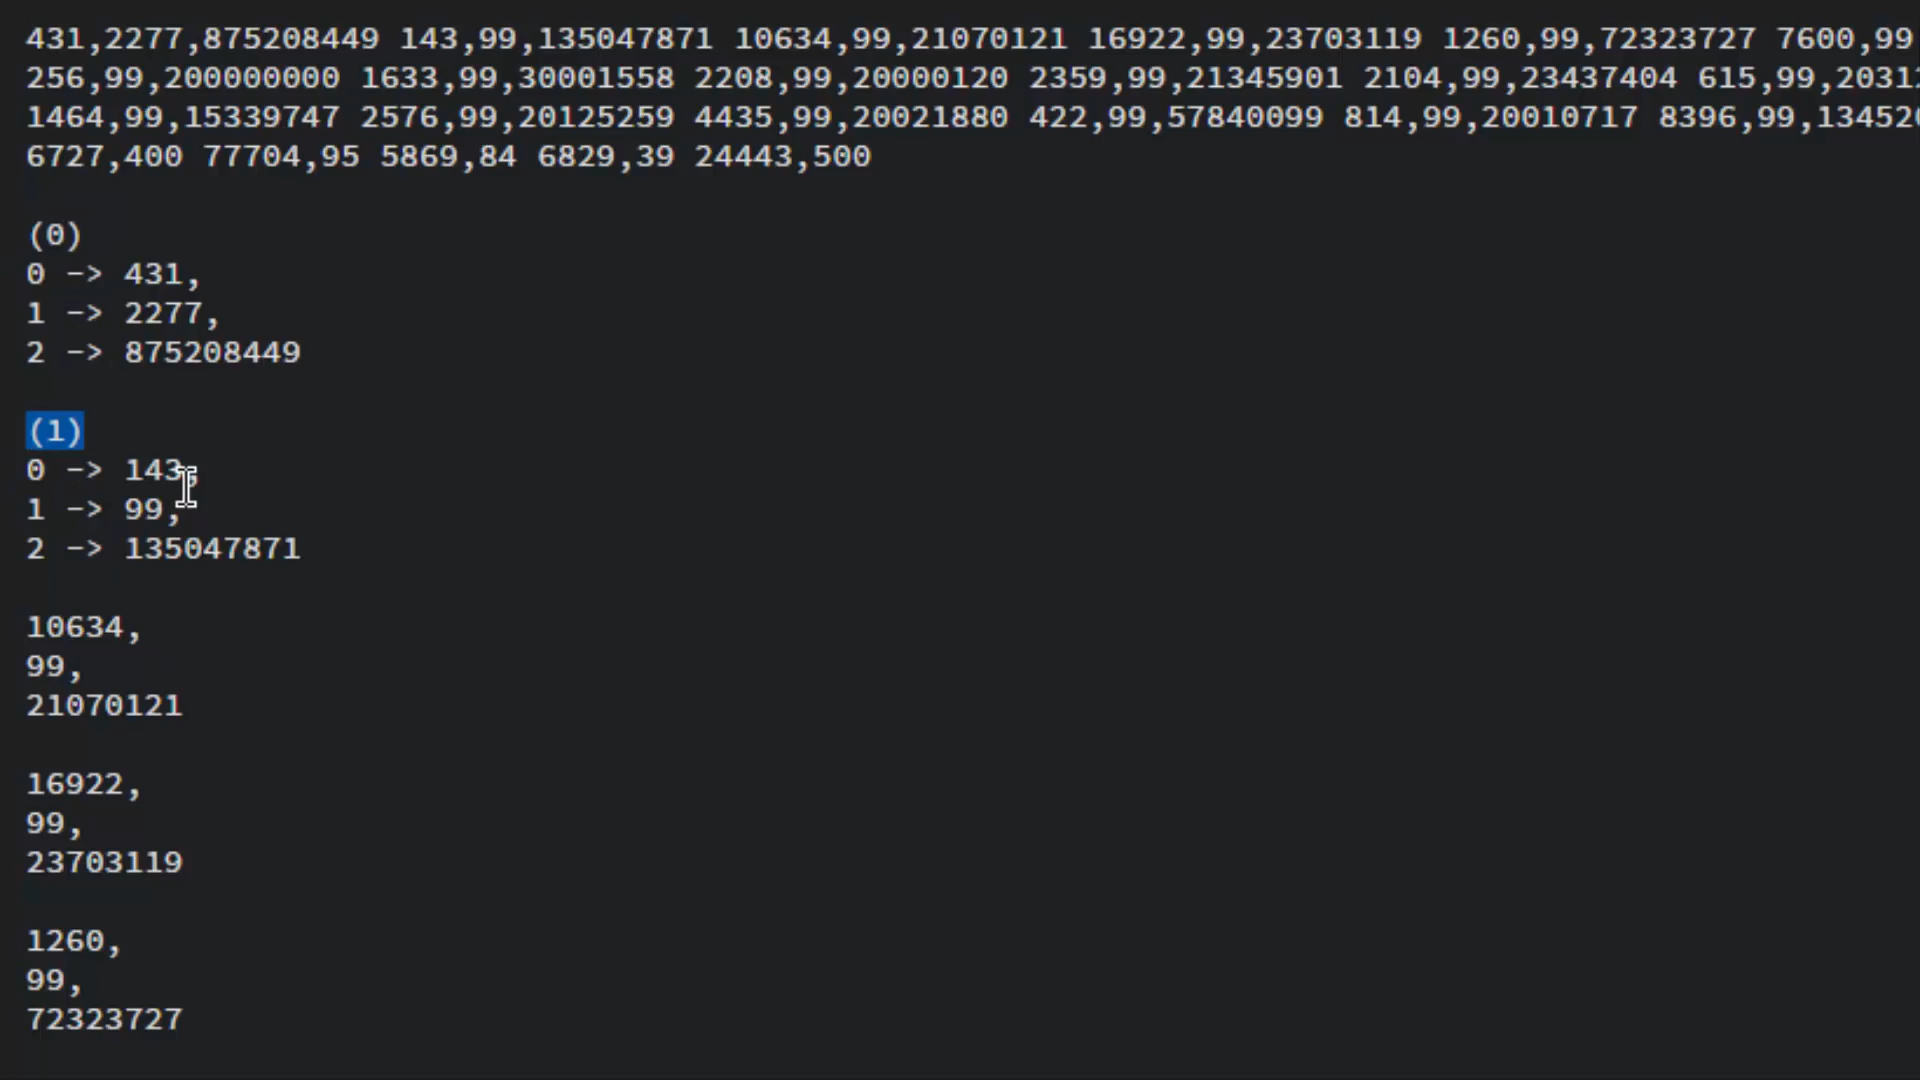 431,2277,875208449 143,99,135047871 10634,99,21070121 16922,99,23703119 1260,99,72323727 7600,99
256,99,200000000 1633,99,30001558 2208,99,20000120 2359,99,21345901 2104,99,23437404 615,99,2031
1464,99,15339747 2576,99,20125259 4435,99,20021880 422,99,57840099 814,99,20010717 8396,99,13452
6727,400 77704,95 5869,84 6829,39 24443,500
(0)
0 -> 431,
1 -> 2277,
2 -> 875208449
(1)
0 -> 143,
1 -> 99,
2 -> 135047871
10634,
99,
21070121
16922,
99,
23703119
1260,
99,
72323727